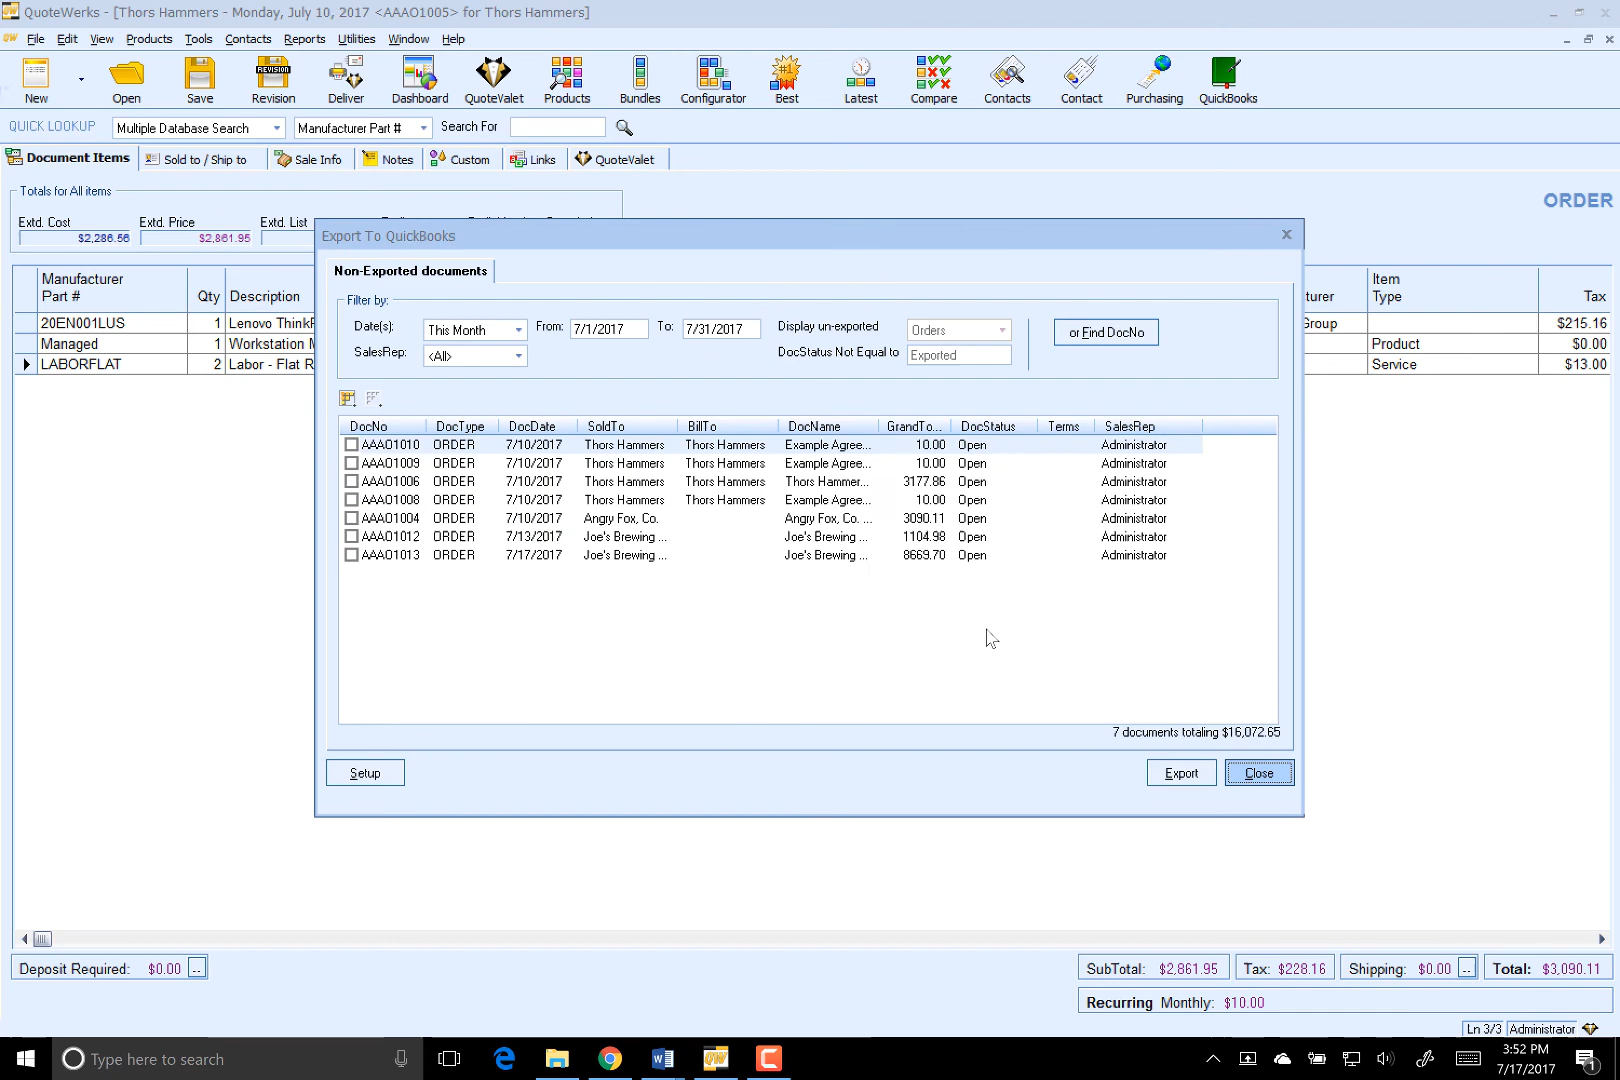 QuoteWerks - [Thors Hammers - Monday, July 10, 2017 <AAAO1005> for Thors Hammers]
File Edit View Products Tools Contacts Reports Utilities Window Help
REVISION
New Open Save Revision Deliver Dashboard QuoteValet Products Bundles Configurator Best Latest Compare Contacts Contact Purchasing QuickBooks
QUICK LOOKUP Multiple Database Search Manufacturer Part # Search For
Document Items Sold to / Ship to Sale Info Notes Custom Links QuoteValet
Totals for All items
ORDER
Extd. Cost Extd. Price Extd. List
$2,286.56 $2,861.95
Export To QuickBooks
Non-Exported documents
Filter by:
Date(s): This Month From: 7/1/2017 To: 7/31/2017 Display un-exported Orders or Find DocNo
SalesRep: <All> DocStatus Not Equal to Exported
DocNo DocType DocDate SoldTo BillTo DocName GrandTo... DocStatus Terms SalesRep
AAAO1010 ORDER 7/10/2017 Thors Hammers Thors Hammers Example Agree... 10.00 Open Administrator
AAAO1009 ORDER 7/10/2017 Thors Hammers Thors Hammers Example Agree... 10.00 Open Administrator
AAAO1006 ORDER 7/10/2017 Thors Hammers Thors Hammers Thors Hammer... 3177.86 Open Administrator
AAAO1008 ORDER 7/10/2017 Thors Hammers Thors Hammers Example Agree... 10.00 Open Administrator
AAAO1004 ORDER 7/10/2017 Angry Fox, Co. Angry Fox, Co. ... 3090.11 Open Administrator
AAAO1012 ORDER 7/13/2017 Joe's Brewing ... Joe's Brewing ... 1104.98 Open Administrator
AAAO1013 ORDER 7/17/2017 Joe's Brewing ... Joe's Brewing ... 8669.70 Open Administrator
7 documents totaling $16,072.65
Setup Export Close
Manufacturer
Part # Qty Description
20EN001LUS 1 Lenovo ThinkP
Managed 1 Workstation M
LABORFLAT 2 Labor - Flat R
Item
turer Type Tax
Group $215.16
Product $0.00
Service $13.00
Deposit Required: $0.00 ..
SubTotal: $2,861.95 Tax: $228.16 Shipping: $0.00 .. Total: $3,090.11
Recurring Monthly: $10.00
Ln 3/3 Administrator
Type here to search
3:52 PM
7/17/2017
1